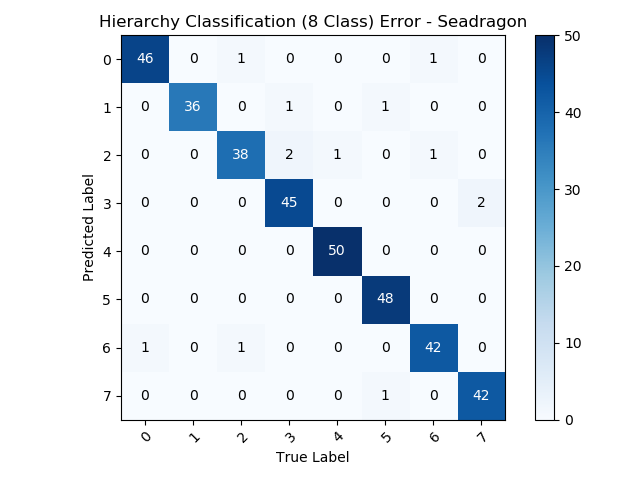 Hierarchy Classification (8 Class) Error - Seadragon
0 46 0 1 0 0 0 1 0
1 0 36 0 1 0 1 0 0
2 0 0 38 2 1 0 1 0
3 0 0 0 45 0 0 0 2
4 0 0 0 0 50 0 0 0
5 0 0 0 0 0 48 0 0
6 1 0 1 0 0 0 42 0
7 0 0 0 0 0 1 0 42
0 1 2 3 4 5 6 7
Predicted Label
True Label
50
40
30
20
10
0